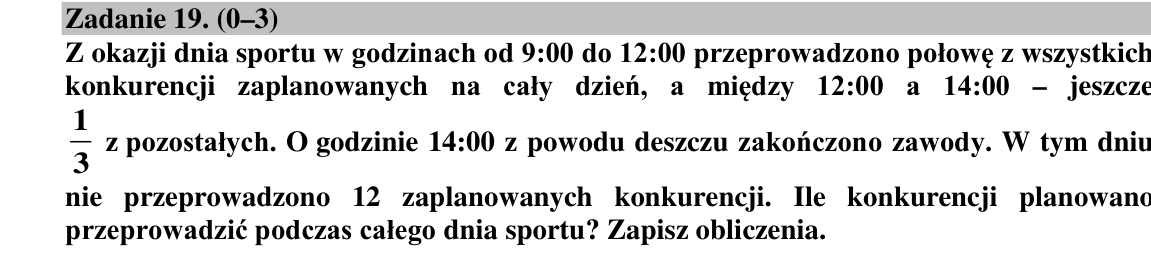 Zadanie 19. (0–3)
Z okazji dnia sportu w godzinach od 9:00 do 12:00 przeprowadzono połowę z wszystkich
konkurencji zaplanowanych na cały dzień, a między 12:00 a 14:00 – jeszcze
1/3 z pozostałych. O godzinie 14:00 z powodu deszczu zakończono zawody. W tym dniu
nie przeprowadzono 12 zaplanowanych konkurencji. Ile konkurencji planowano
przeprowadzić podczas całego dnia sportu? Zapisz obliczenia.